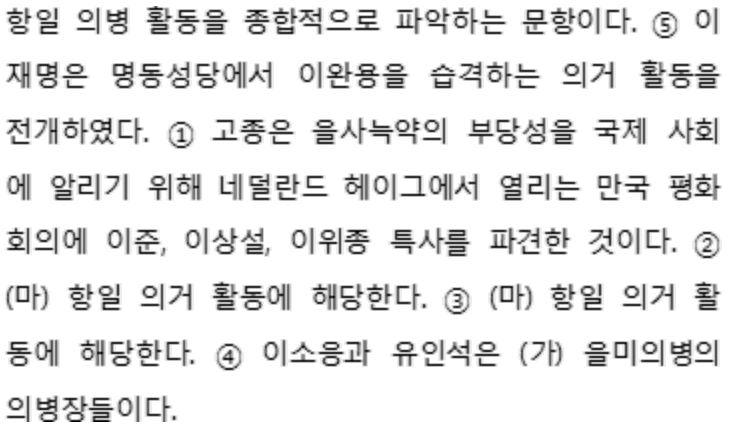 항일 의병 활동을 종합적으로 파악하는 문항이다. ⑤ 이
재명은 명동성당에서 이완용을 습격하는 의거 활동을
전개하였다. ① 고종은 을사늑약의 부당성을 국제 사회
에 알리기 위해 네덜란드 헤이그에서 열리는 만국 평화
회의에 이준, 이상설, 이위종 특사를 파견한 것이다. ②
(마) 항일 의거 활동에 해당한다. ③ (마) 항일 의거 활
동에 해당한다. ④ 이소응과 유인석은 (가) 을미의병의
의병장들이다.